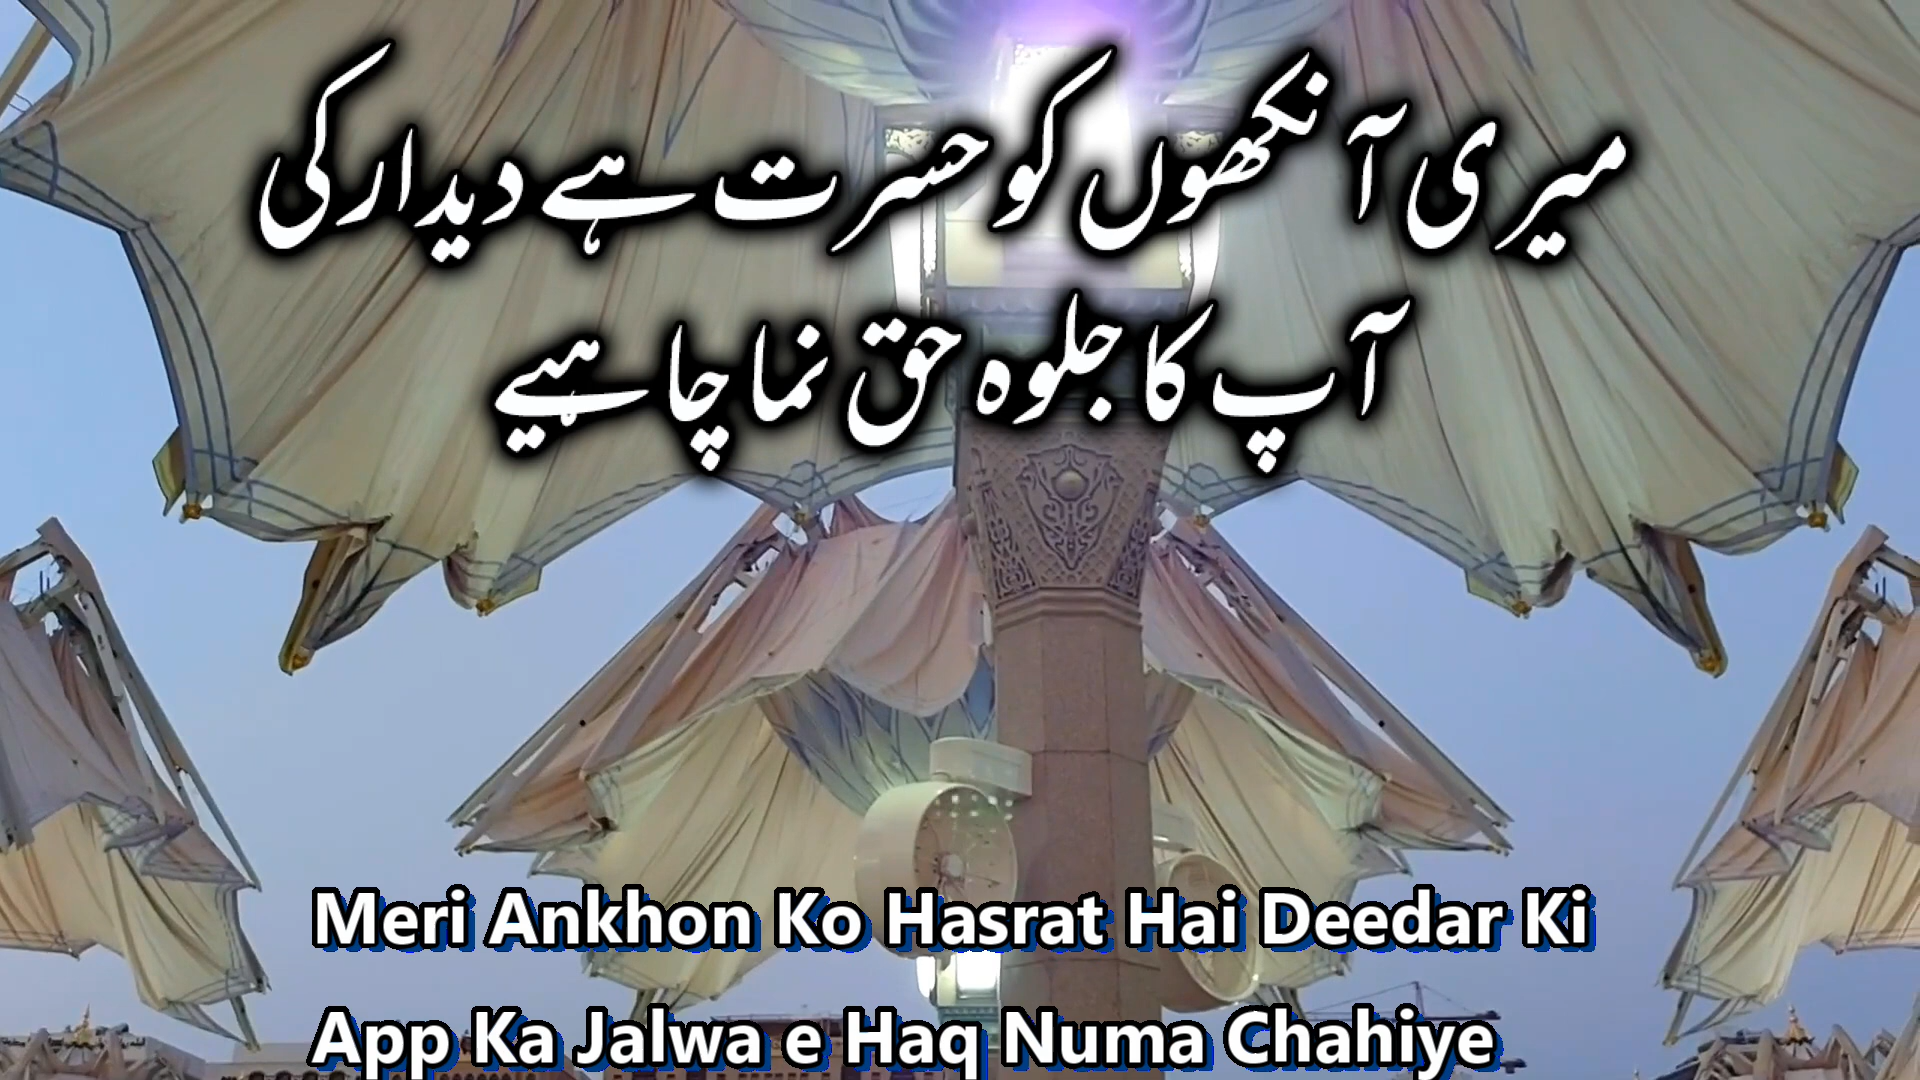 میری آنکھوں کو حسرت ہے دیدار کی
آپ کا جلوہ حق نما چاہیے
Meri Ankhon Ko Hasrat Hai Deedar Ki
App Ka Jalwa e Haq Numa Chahiye